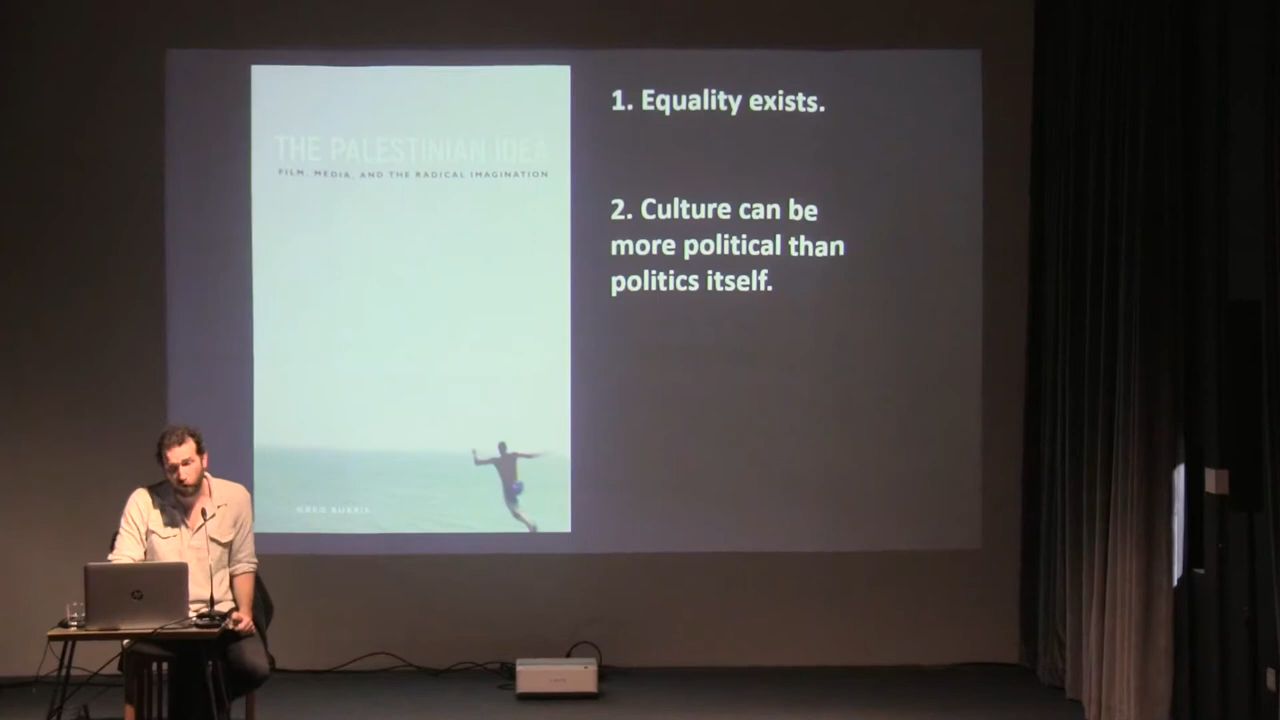 THE PALESTINIAN IDEA
FILM, MEDIA, AND THE RADICAL IMAGINATION
GREG BURRIS
1. Equality exists.
2. Culture can be
more political than
politics itself.
hp